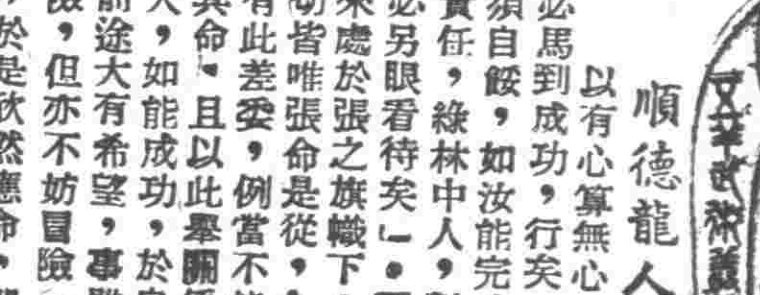 武術
順德龍人
以有心算無心
必馬到成功，行矣
須自餒，如汝能完
責任，綠林中人，
必另眼看待矣」。
來處於張之旗幟下。
切皆唯張命是從，
有此差委，例當不
其命。且以此舉關
人，如能成功，於
前途大有希望，事
險，但亦不妨冒險
，於是欣然應命，